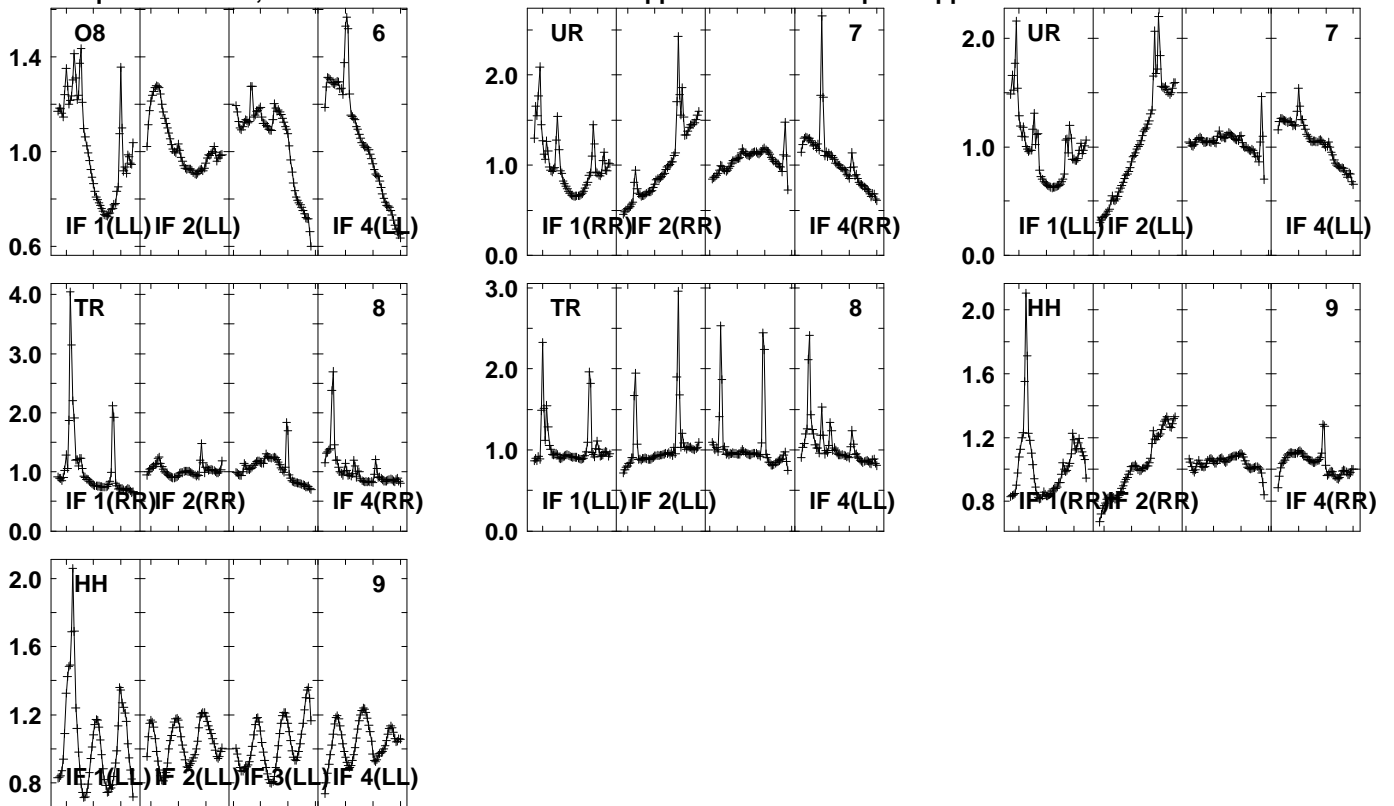 O8 6
1.4
1.0
0.6
IF 1(LL) IF 2(LL) IF 4(LL)
UR 7
2.0
1.0
0.0
IF 1(RR) IF 2(RR) IF 4(RR)
UR 7
2.0
1.0
0.0
IF 1(LL) IF 2(LL) IF 4(LL)
TR 8
4.0
3.0
2.0
1.0
0.0
IF 1(RR) IF 2(RR) IF 4(RR)
TR 8
3.0
2.0
1.0
0.0
IF 1(LL) IF 2(LL) IF 4(LL)
HH 9
2.0
1.6
1.2
0.8
IF 1(RR) IF 2(RR) IF 4(RR)
HH 9
2.0
1.6
1.2
0.8
IF 1(LL) IF 2(LL) IF 3(LL) IF 4(LL)